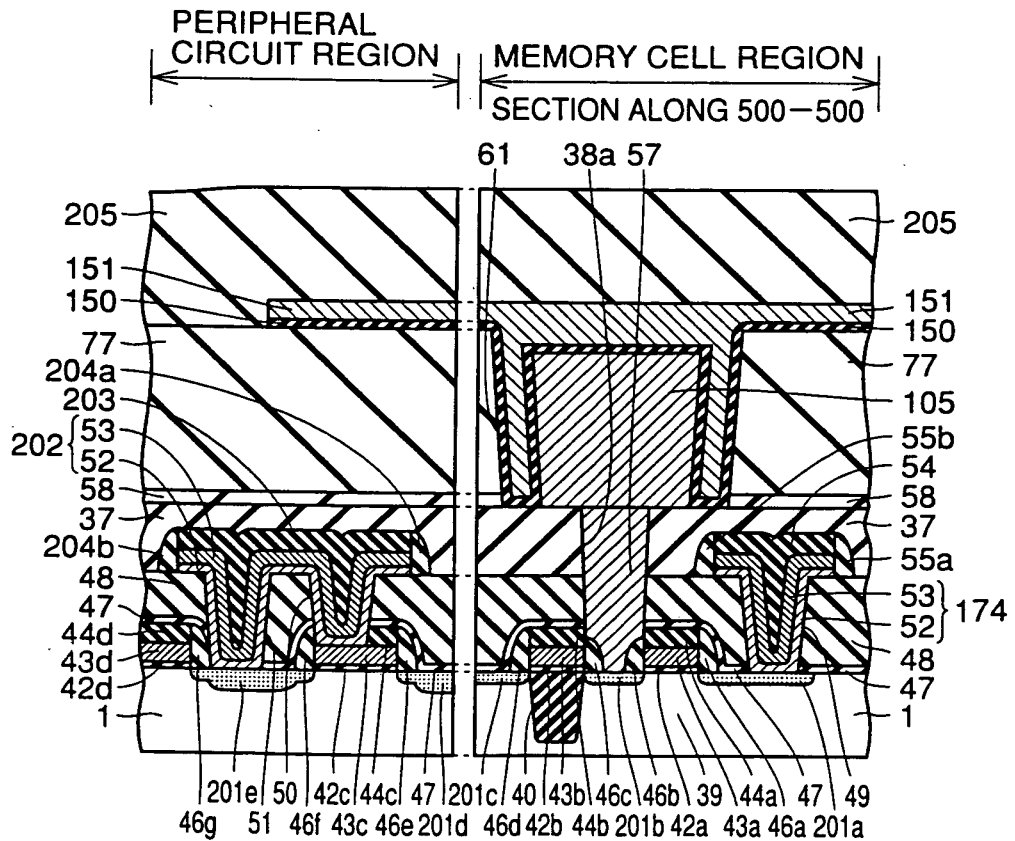 PERIPHERAL
CIRCUIT REGION
MEMORY CELL REGION
SECTION ALONG 500-500
61 38a 57
205 205
151 151
150 150
77 77
204a
203 105
202 53 55b
52 54
58 58
37 37
204b 55a
48 53 174
47 52
44d 48
43d 47
42d
1 1
201e 50 42c 44c 47 201c 40 43b 46c 46b 39 44a 47 49
46g 51 46f 43c 46e 201d 46d 42b 44b 201b 42a 43a 46a 201a